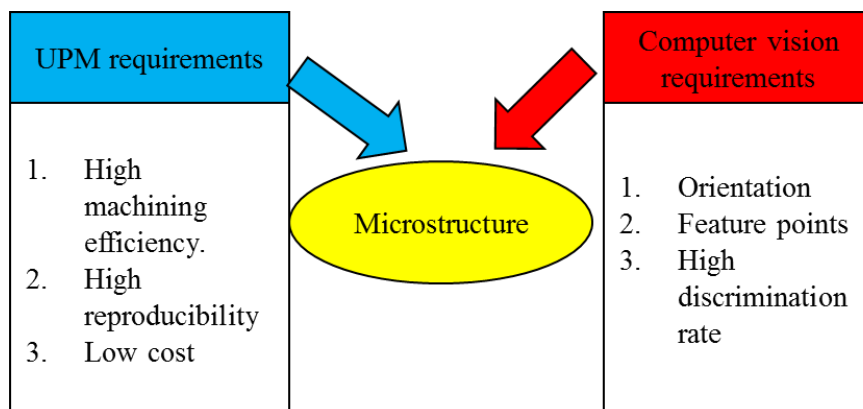 UPM requirements
1. High
machining
efficiency.
2. High
reproducibility
3. Low cost
Microstructure
Computer vision
requirements
1. Orientation
2. Feature points
3. High
discrimination
rate